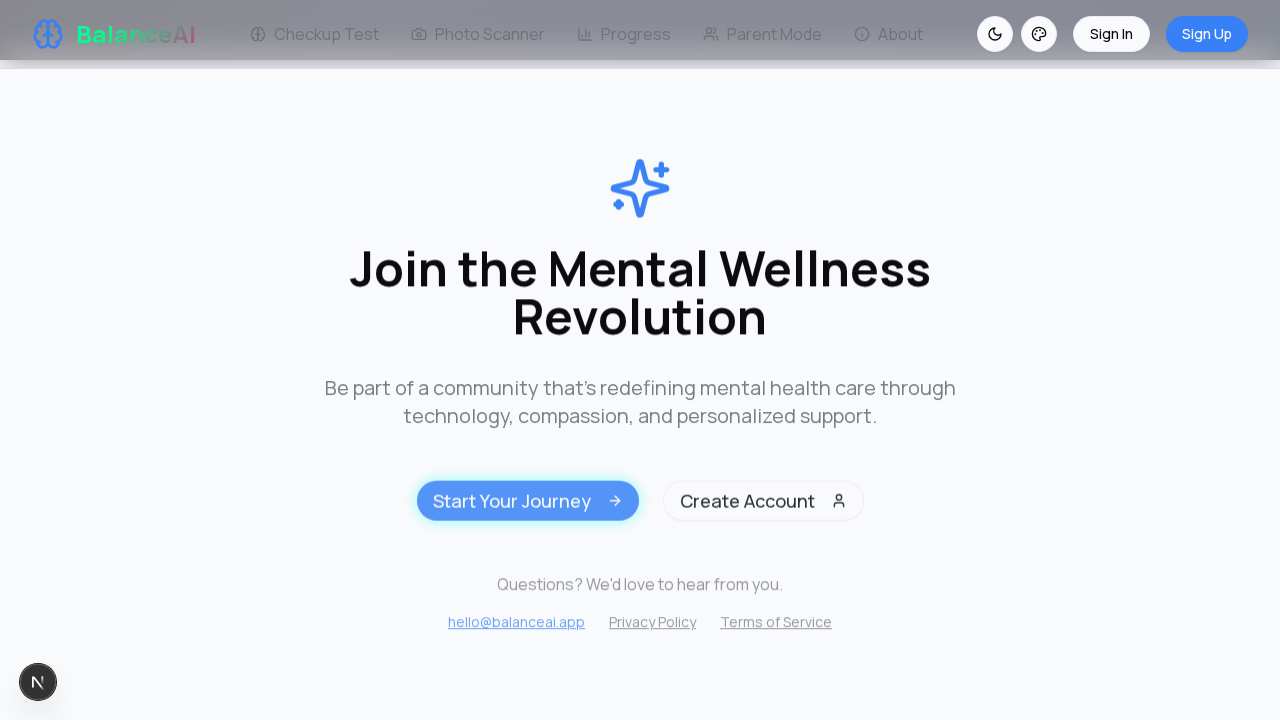 BalanceAI
Checkup Test
Photo Scanner
Progress
Parent Mode
About
Sign In
Sign Up
Join the Mental Wellness
Revolution
Be part of a community that's redefining mental health care through
technology, compassion, and personalized support.
Start Your Journey
Create Account
Questions? We'd love to hear from you.
hello@balanceai.app
Privacy Policy
Terms of Service
N